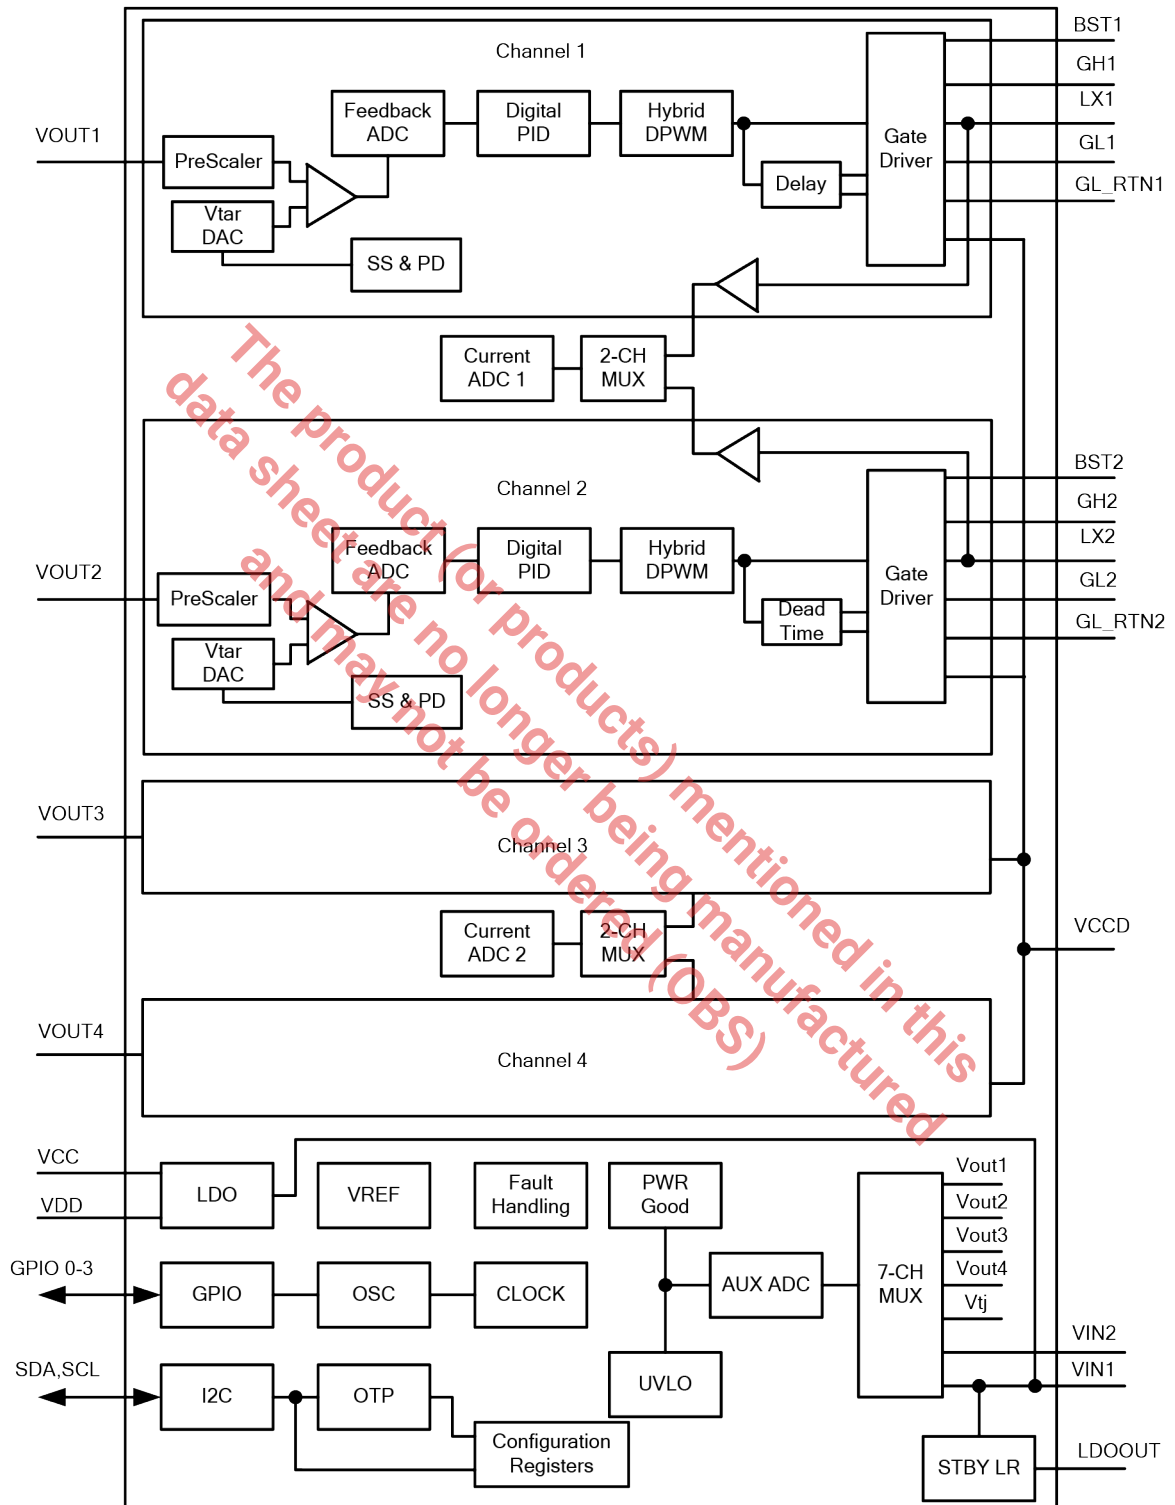 Channel 1
BST1
GH1
LX1
GL1
GL_RTN1
VOUT1
PreScaler
Feedback
ADC
Digital
PID
Hybrid
DPWM
Gate
Driver
Delay
Vtar
DAC
SS & PD
Current
ADC 1
2-CH
MUX
Channel 2
BST2
GH2
LX2
GL2
GL_RTN2
VOUT2
PreScaler
Feedback
ADC
Digital
PID
Hybrid
DPWM
Gate
Driver
Dead
Time
Vtar
DAC
SS & PD
VOUT3
Channel 3
Current
ADC 2
2-CH
MUX
VCCD
VOUT4
Channel 4
VCC
VDD
LDO
VREF
Fault
Handling
PWR
Good
GPIO 0-3
GPIO
OSC
CLOCK
AUX ADC
7-CH
MUX
Vout1
Vout2
Vout3
Vout4
Vtj
VIN2
VIN1
SDA,SCL
I2C
OTP
UVLO
Configuration
Registers
STBY LR
LDOOUT
The product (or products) mentioned in this
data sheet are no longer being manufactured
and may not be ordered (OBS)